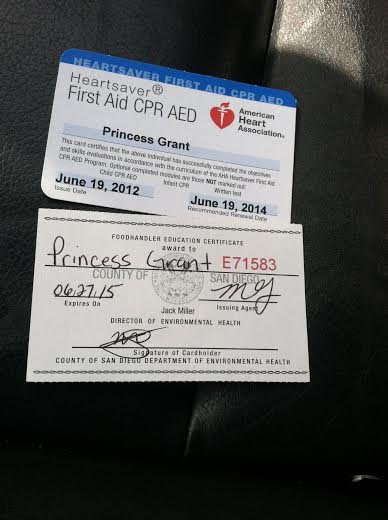 HEARTSAVER FIRST AID CPR AED
Heartsaver®
First Aid CPR AED
American
Heart
Association®
Princess Grant
This card certifies that the above individual has successfully completed the objectives
and skills evaluations in accordance with the curriculum of the AHA Heartsaver First Aid
CPR AED Program. Optional completed modules are those NOT marked out:
Child CPR AED Infant CPR Written test
June 19, 2012
Issue Date
June 19, 2014
Recommended Renewal Date
FOODHANDLER EDUCATION CERTIFICATE
award to
Princess Grant E71583
COUNTY OF SAN DIEGO
06.27.15
Expires On
Issuing Agent
Jack Miller
DIRECTOR OF ENVIRONMENTAL HEALTH
Signature of Cardholder
COUNTY OF SAN DIEGO DEPARTMENT OF ENVIRONMENTAL HEALTH